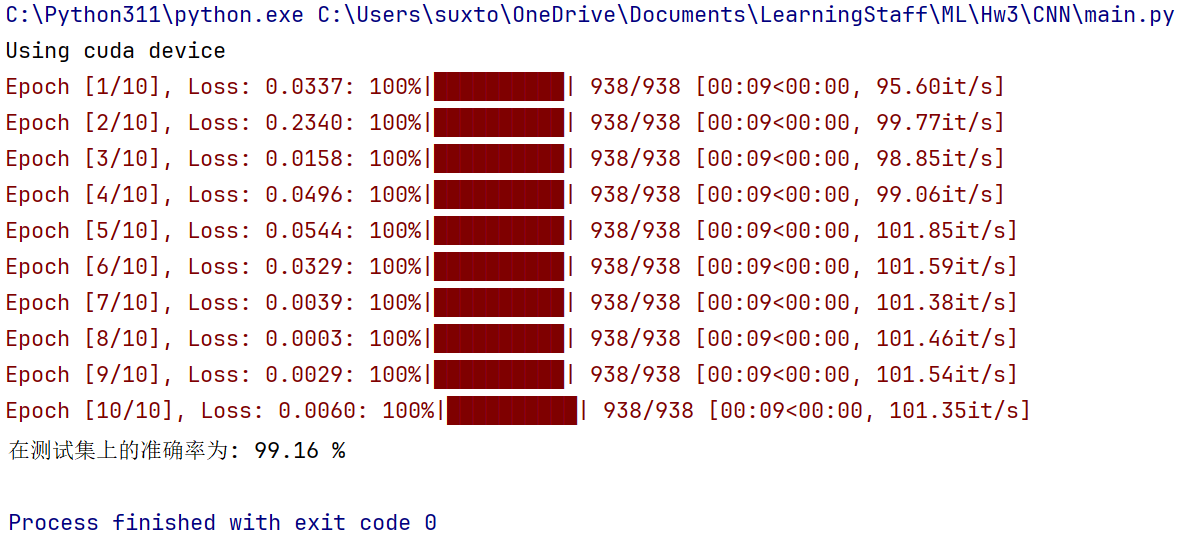 C:\Python311\python.exe C:\Users\suxto\OneDrive\Documents\LearningStaff\ML\Hw3\CNN\main.py
Using cuda device
Epoch [1/10], Loss: 0.0337: 100%|██████████| 938/938 [00:09<00:00, 95.60it/s]
Epoch [2/10], Loss: 0.2340: 100%|██████████| 938/938 [00:09<00:00, 99.77it/s]
Epoch [3/10], Loss: 0.0158: 100%|██████████| 938/938 [00:09<00:00, 98.85it/s]
Epoch [4/10], Loss: 0.0496: 100%|██████████| 938/938 [00:09<00:00, 99.06it/s]
Epoch [5/10], Loss: 0.0544: 100%|██████████| 938/938 [00:09<00:00, 101.85it/s]
Epoch [6/10], Loss: 0.0329: 100%|██████████| 938/938 [00:09<00:00, 101.59it/s]
Epoch [7/10], Loss: 0.0039: 100%|██████████| 938/938 [00:09<00:00, 101.38it/s]
Epoch [8/10], Loss: 0.0003: 100%|██████████| 938/938 [00:09<00:00, 101.46it/s]
Epoch [9/10], Loss: 0.0029: 100%|██████████| 938/938 [00:09<00:00, 101.54it/s]
Epoch [10/10], Loss: 0.0060: 100%|██████████| 938/938 [00:09<00:00, 101.35it/s]
在测试集上的准确率为: 99.16 %
Process finished with exit code 0